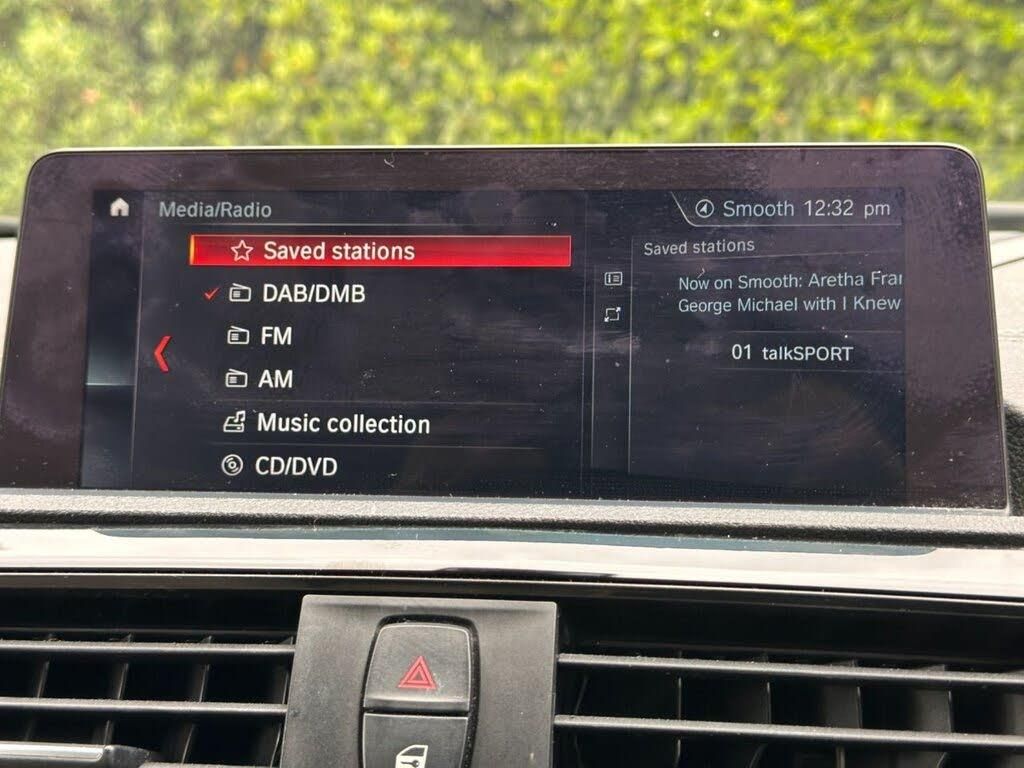 Media/Radio
Smooth 12:32 pm
Saved stations
DAB/DMB
FM
AM
Music collection
CD/DVD
Saved stations
Now on Smooth: Aretha Fra
George Michael with I Knew
01 talkSPORT